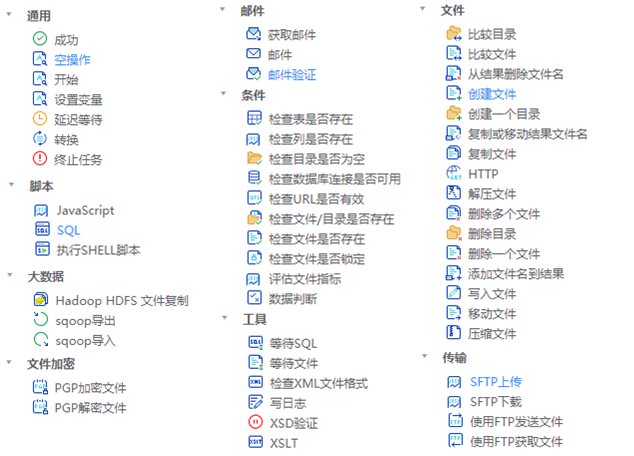 通用
成功
空操作
开始
设置变量
延迟等待
转换
终止任务
脚本
JavaScript
SQL
执行SHELL脚本
大数据
Hadoop HDFS 文件复制
sqoop导出
sqoop导入
文件加密
PGP加密文件
PGP解密文件
邮件
获取邮件
邮件
邮件验证
条件
检查表是否存在
检查列是否存在
检查目录是否为空
检查数据库连接是否可用
检查URL是否有效
检查文件/目录是否存在
检查文件是否存在
检查文件是否锁定
评估文件指标
数据判断
工具
等待SQL
等待文件
检查XML文件格式
写日志
XSD验证
XSLT
文件
比较目录
比较文件
从结果删除文件名
创建文件
创建一个目录
复制或移动结果文件名
复制文件
HTTP
解压文件
删除多个文件
删除目录
删除一个文件
添加文件名到结果
写入文件
移动文件
压缩文件
传输
SFTP上传
SFTP下载
使用FTP发送文件
使用FTP获取文件